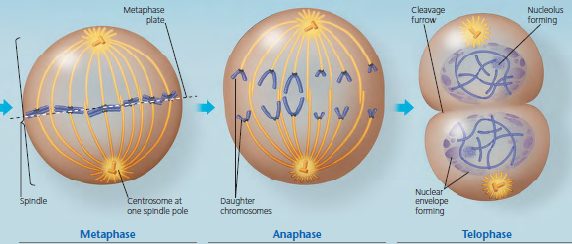 Metaphase
plate
Spindle
Centrosome at
one spindle pole
Metaphase
Daughter
chromosomes
Anaphase
Cleavage
furrow
Nucleolus
forming
Nuclear
envelope
forming
Telophase